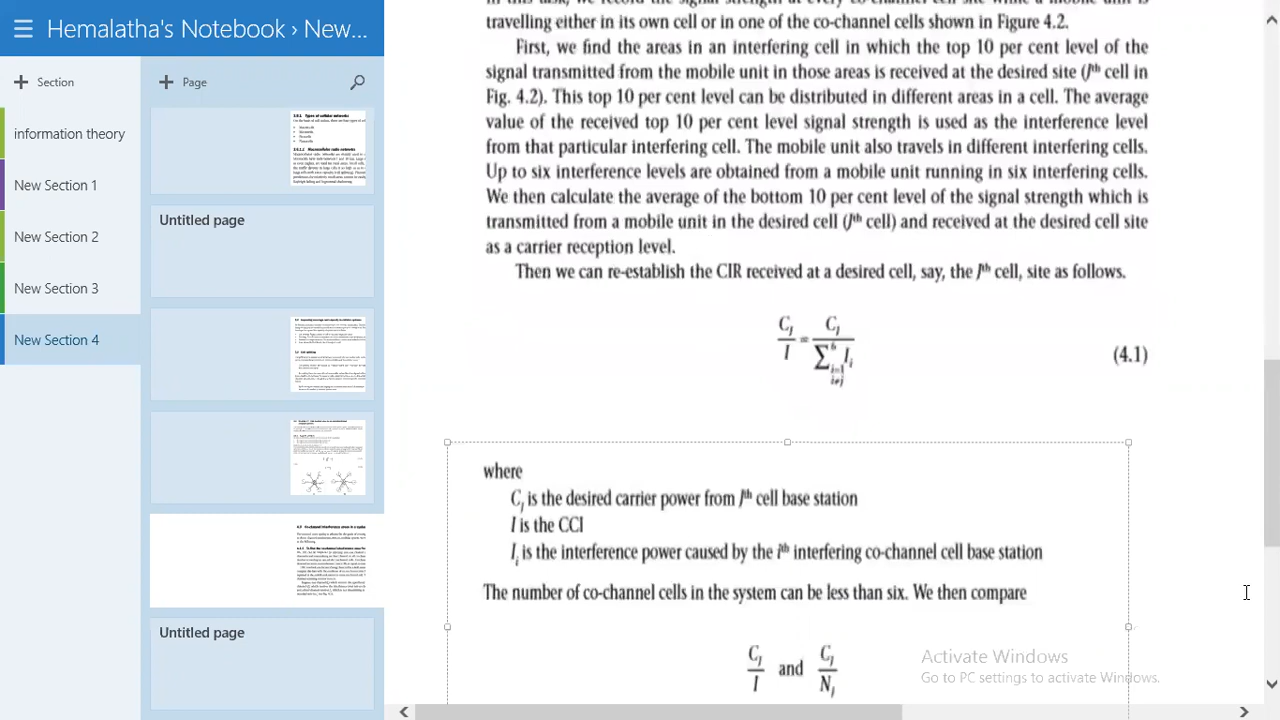 Hemalatha's Notebook › New...
+ Section
+ Page
information theory
New Section 1
New Section 2
New Section 3
New Section 4
Untitled page
Untitled page
travelling either in its own cell or in one of the co-channel cells shown in Figure 4.2.
First, we find the areas in an interfering cell in which the top 10 per cent level of the
signal transmitted from the mobile unit in those areas is received at the desired site (Jth cell in
Fig. 4.2). This top 10 per cent level can be distributed in different areas in a cell. The average
value of the received top 10 per cent level signal strength is used as the interference level
from that particular interfering cell. The mobile unit also travels in different interfering cells.
Up to six interference levels are observed from a mobile unit running in six interfering cells.
We then calculate the average of the bottom 10 per cent level of the signal strength which is
transmitted from a mobile unit in the desired cell (Jth cell) and received at the desired cell site
as a carrier reception level.
Then we can re-establish the CIR received at a desired cell, say, the Jth cell, site as follows.
C_J/I = C_J/∑^6_{i=1, i≠j} I_i (4.1)
where
C_J is the desired carrier power from Jth cell base station
I is the CCI
I_i is the interference power caused by the interfering co-channel cell base station
The number of co-channel cells in the system can be less than six. We then compare
C_J/I and C_J/N_J
Activate Windows
Go to PC settings to activate Windows.